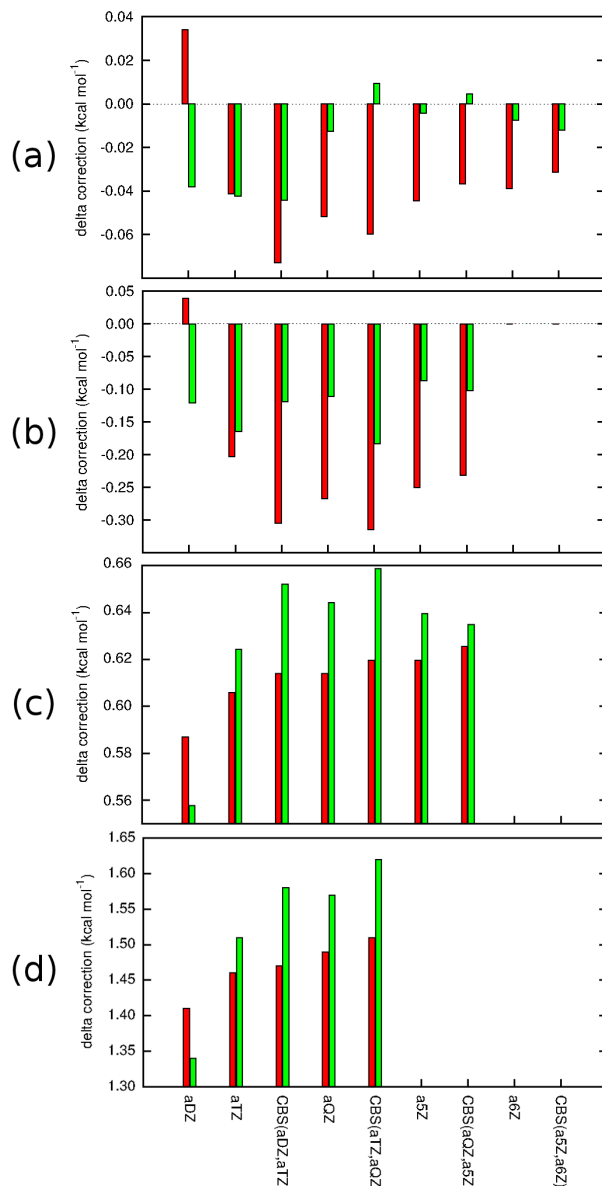 (a)
delta correction (kcal mol⁻¹)
0.04
0.02
0.00
-0.02
-0.04
-0.06
(b)
delta correction (kcal mol⁻¹)
0.05
0.00
-0.05
-0.10
-0.15
-0.20
-0.25
-0.30
(c)
delta correction (kcal mol⁻¹)
0.66
0.64
0.62
0.60
0.58
0.56
(d)
delta correction (kcal mol⁻¹)
1.65
1.60
1.55
1.50
1.45
1.40
1.35
1.30
aDZ
aTZ
CBS(aDZ,aTZ)
aQZ
CBS(aTZ,aQZ)
a5Z
CBS(aQZ,a5Z)
a6Z
CBS(a5Z,a6Z)